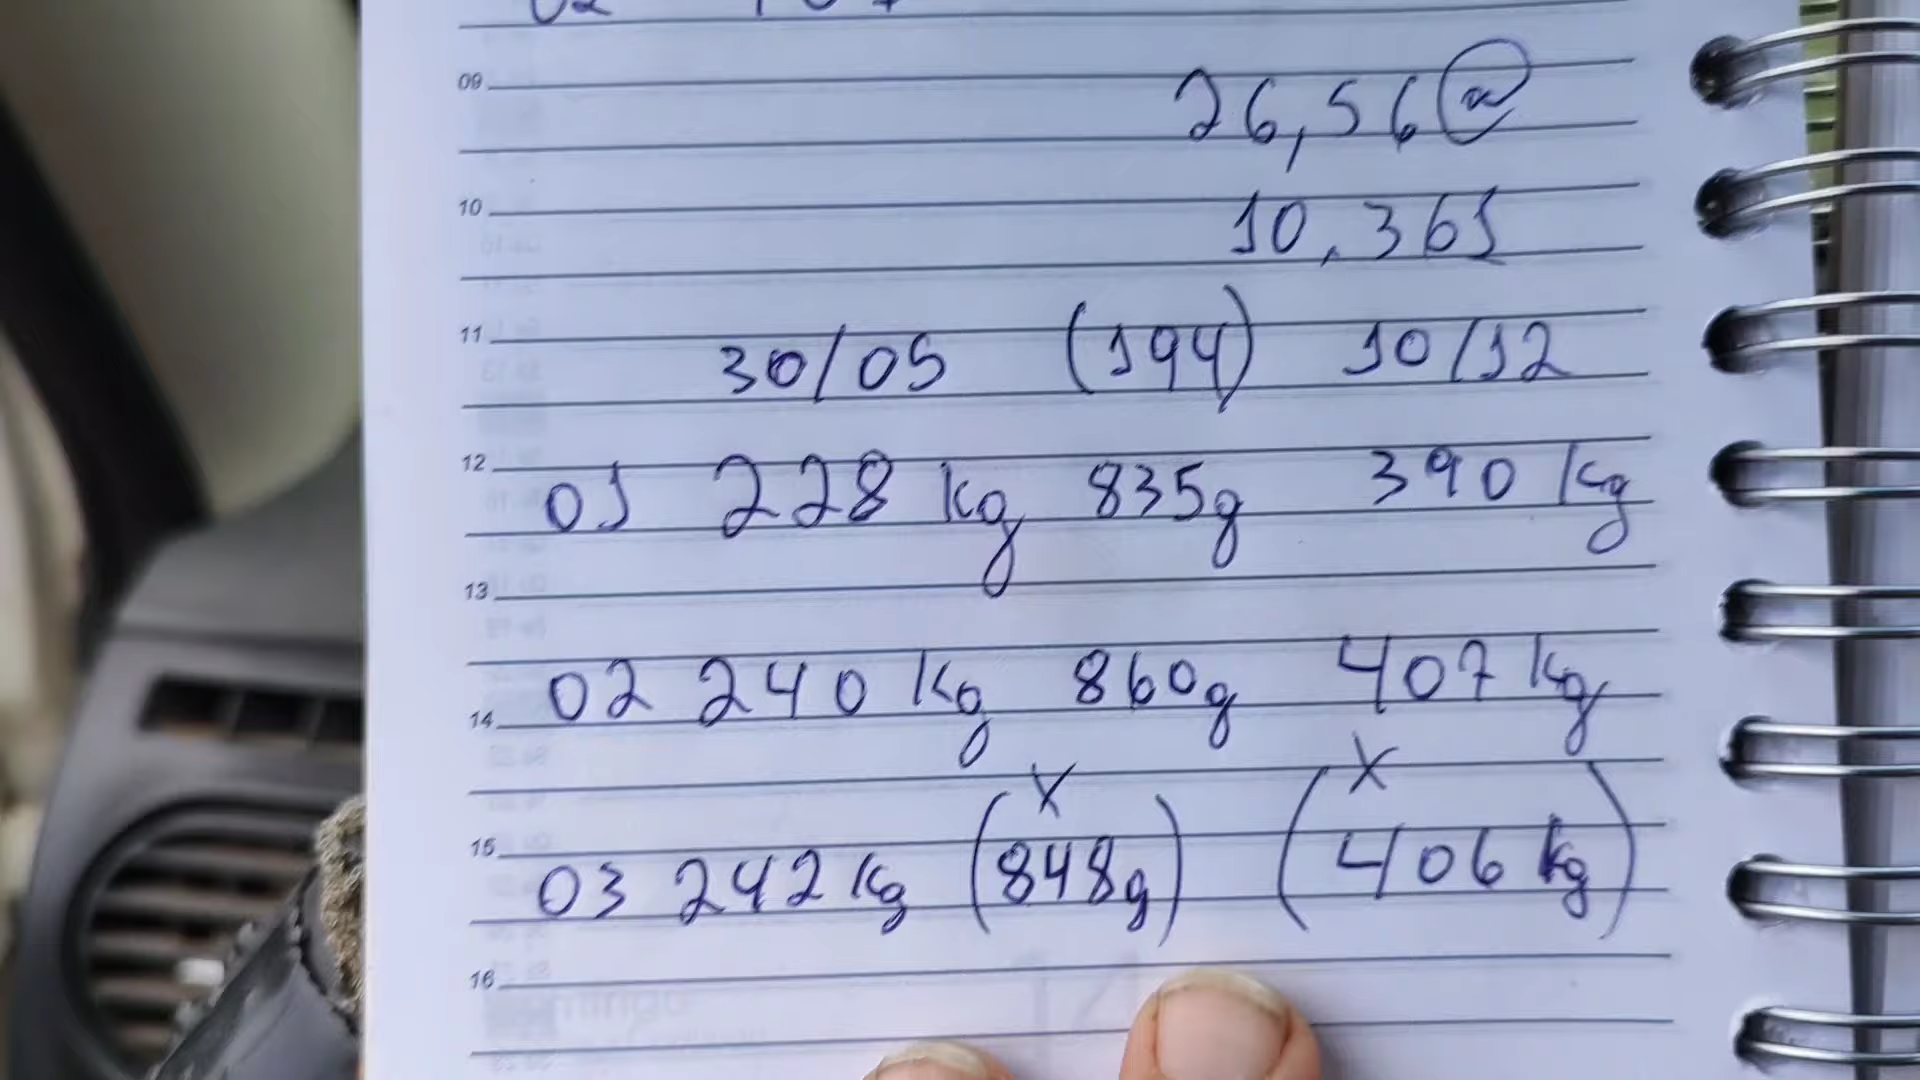 09 26,56
10 10,361
11 30/05 (194) 10/12
12 01 228 kg 835g 390 kg
13
14 02 240 kg 860g 407 kg
X X
15 03 242 kg (848g) (406 kg)
16